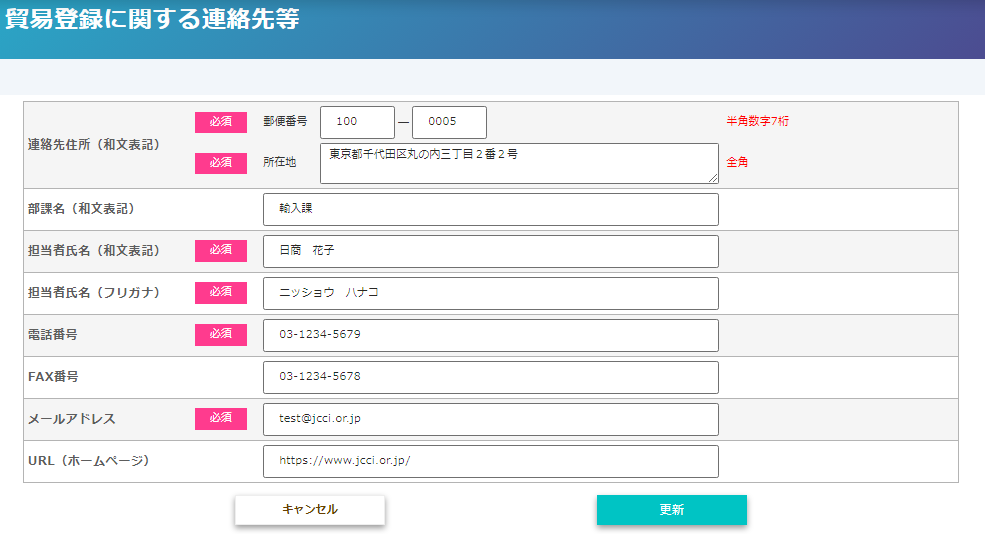 貿易登録に関する連絡先等
連絡先住所（和文表記）
必須 郵便番号 100 — 0005 半角数字7桁
必須 所在地 東京都千代田区丸の内三丁目２番２号 全角
部課名（和文表記） 輸入課
担当者氏名（和文表記） 必須 日商　花子
担当者氏名（フリガナ） 必須 ニッショウ　ハナコ
電話番号 必須 03-1234-5679
FAX番号 03-1234-5678
メールアドレス 必須 test@jcci.or.jp
URL（ホームページ） https://www.jcci.or.jp/
キャンセル 更新